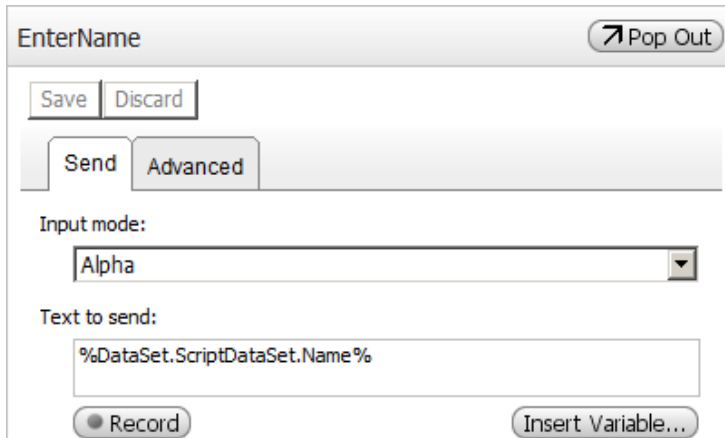 EnterName
Pop Out
Save Discard
Send Advanced
Input mode:
Alpha
Text to send:
%DataSet.ScriptDataSet.Name%
Record Insert Variable...